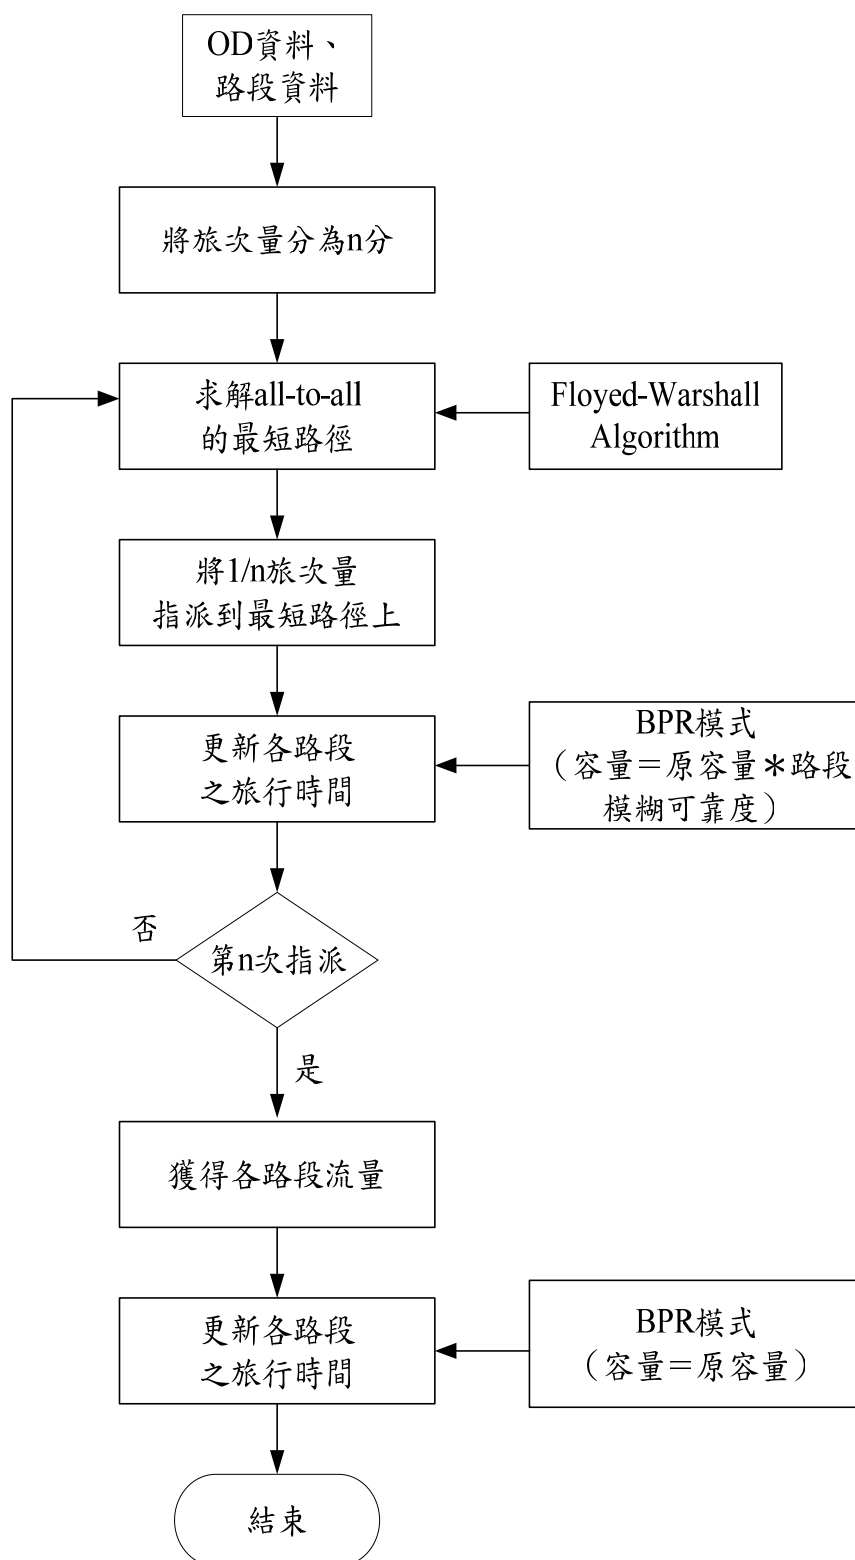 OD資料、
路段資料
將旅次量分為n分
求解all-to-all
的最短路徑
Floyed-Warshall
Algorithm
將1/n旅次量
指派到最短路徑上
更新各路段
之旅行時間
BPR模式
（容量＝原容量＊路段
模糊可靠度）
否
第n次指派
是
獲得各路段流量
更新各路段
之旅行時間
BPR模式
（容量＝原容量）
結束